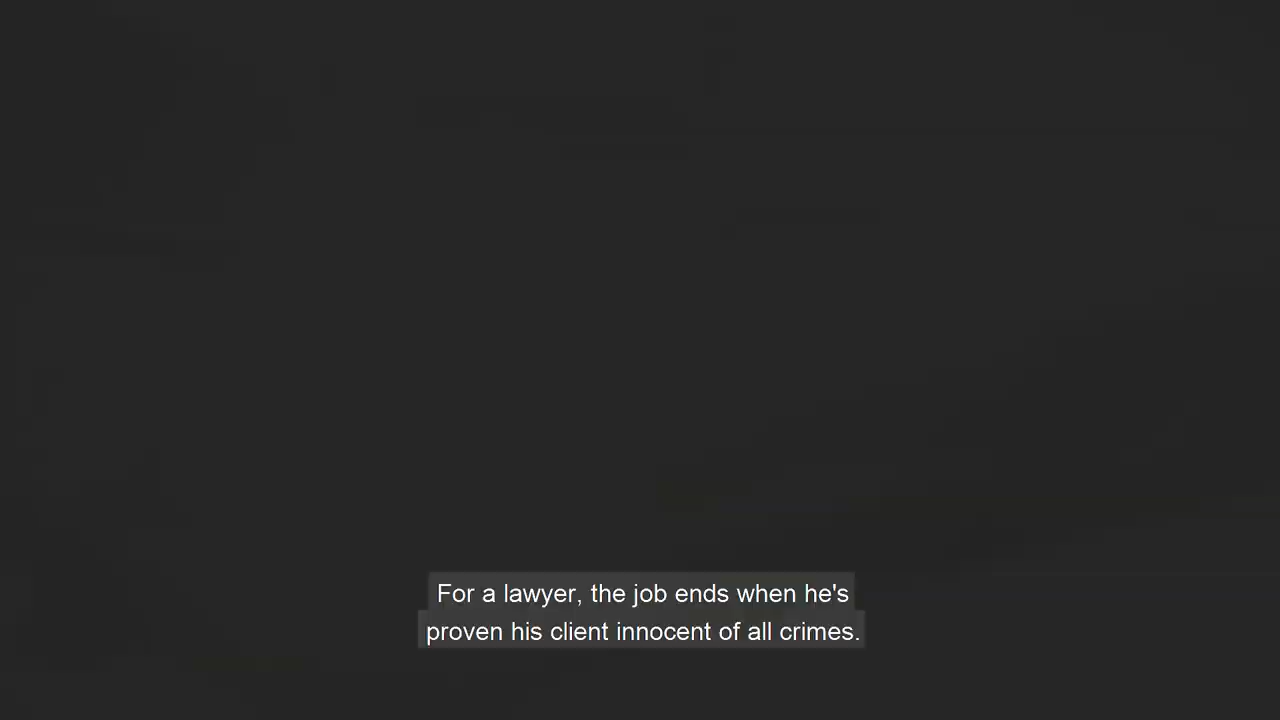 For a lawyer, the job ends when he's
proven his client innocent of all crimes.